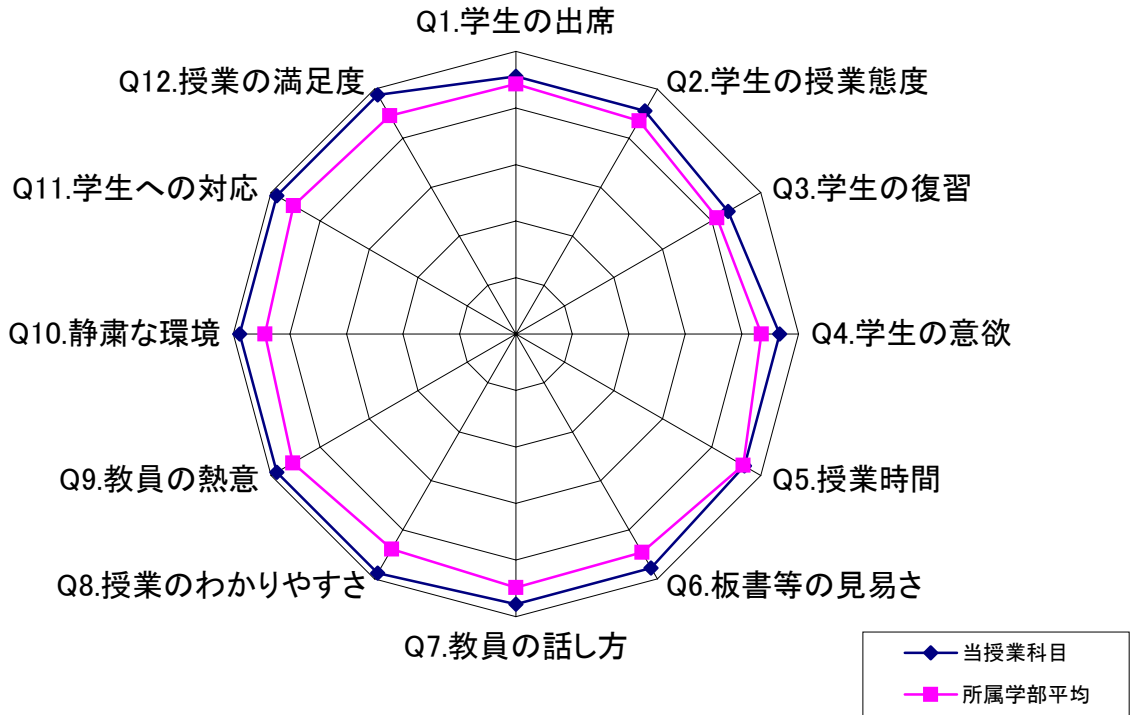 Q1.学生の出席
Q2.学生の授業態度
Q3.学生の復習
Q4.学生の意欲
Q5.授業時間
Q6.板書等の見易さ
Q7.教員の話し方
Q8.授業のわかりやすさ
Q9.教員の熱意
Q10.静粛な環境
Q11.学生への対応
Q12.授業の満足度
当授業科目
所属学部平均